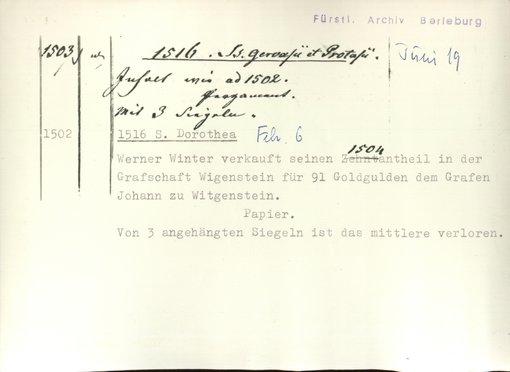 Fürstl. Archiv Berleburg
1503 1516. Ss. Gervasii et Protasii. Juni 19
Inhalt wie ad 1502.
Pergament.
Mit 3 Siegeln.
1502 1516 S. Dorothea Febr. 6
1504
Werner Winter verkauft seinen Zehntantheil in der
Grafschaft Wigenstein für 91 Goldgulden dem Grafen
Johann zu Witgenstein.
Papier.
Von 3 angehängten Siegeln ist das mittlere verloren.